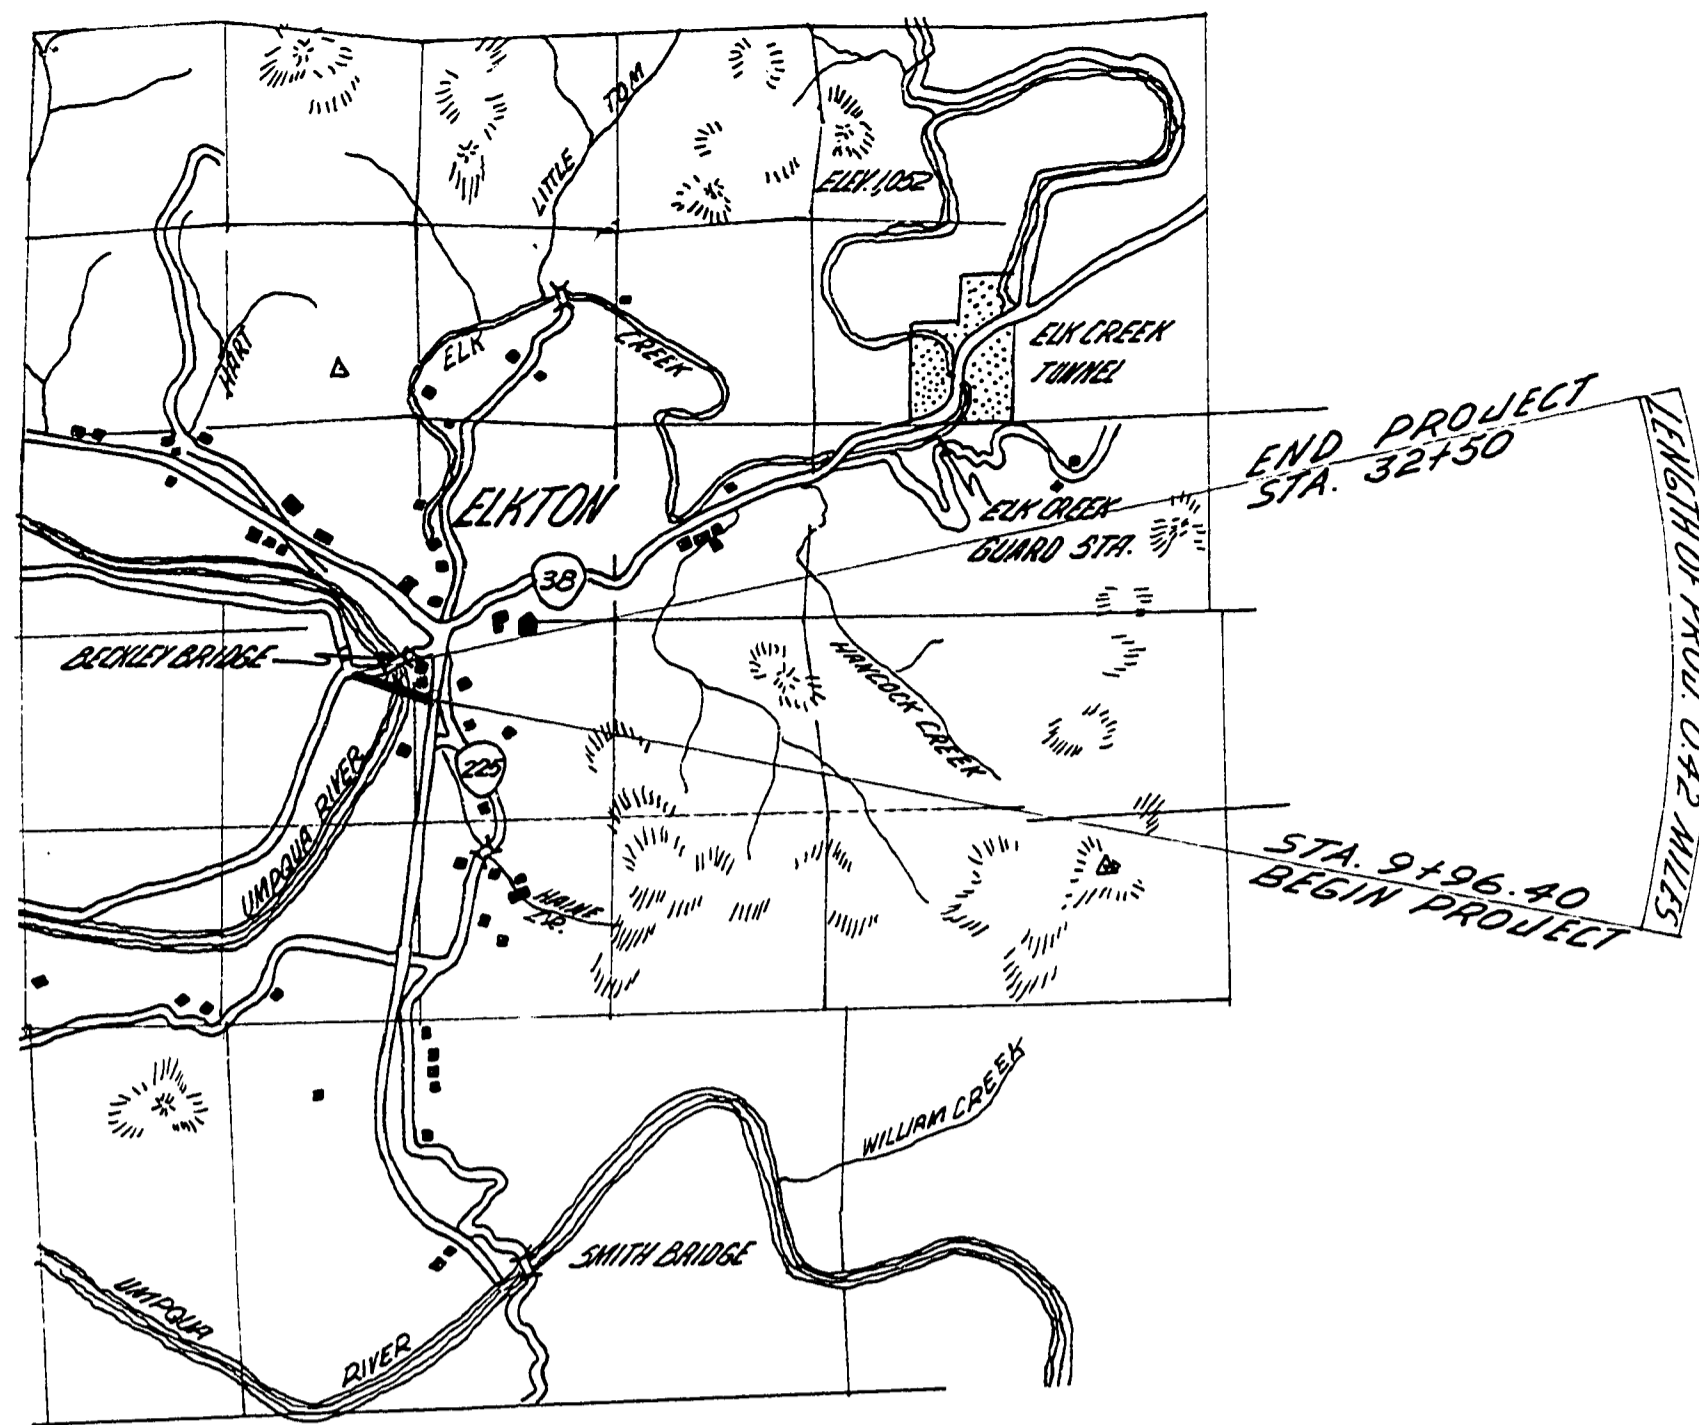 LITTLE TOM
ELEV. 1,052
HART
ELK CREEK
ELK CREEK
TUNNEL
END PROJECT
STA. 32+50
ELKTON
ELK CREEK
GUARD STA.
38
BECKLEY BRIDGE
HANCOCK CREEK
LENGTH OF PROJ. 0.42 MILES
225
UMPQUA RIVER
STA. 9+96.40
BEGIN PROJECT
HAINE
WILLIAM CREEK
SMITH BRIDGE
UMPQUA RIVER